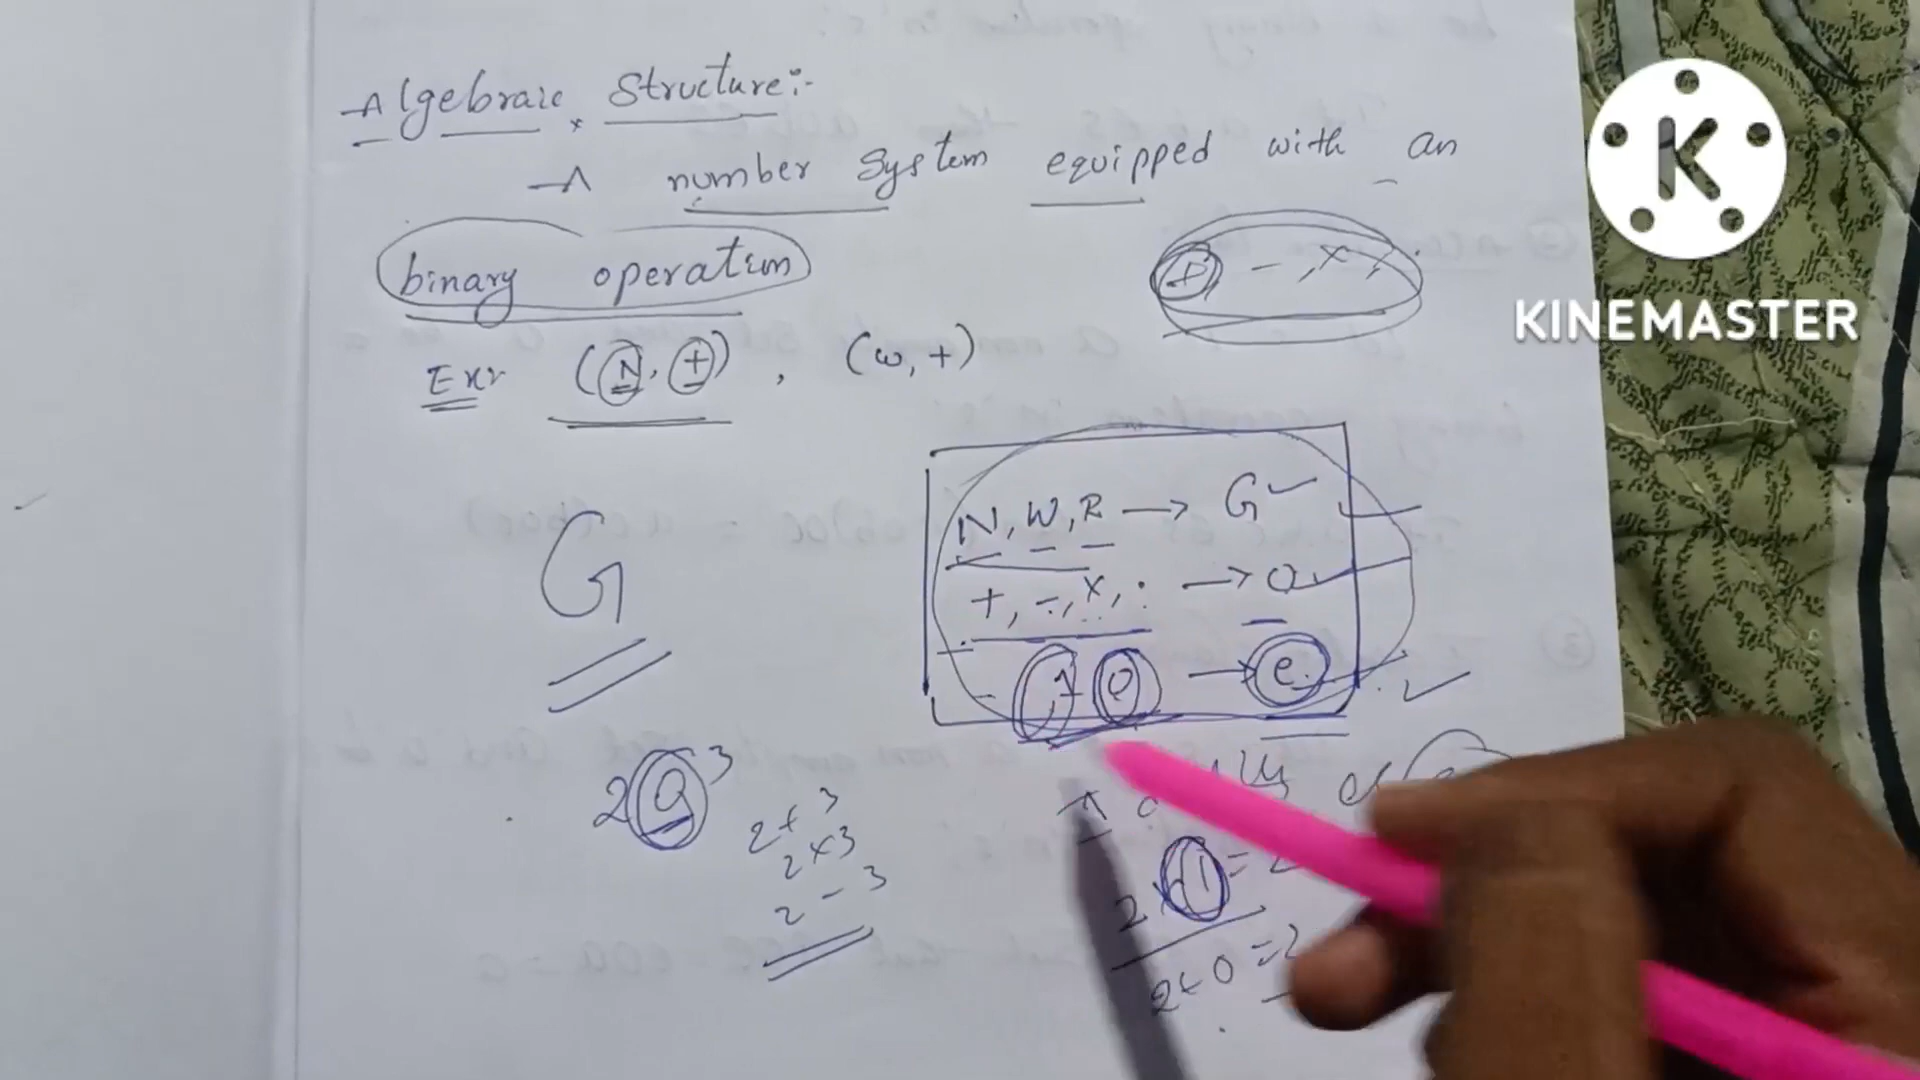 Algebraic Structure:-
A number system equipped with an
binary operation
+ - , × ,
Ex:- (N, +) , (w, +)
N, W, R → G ✓
+, ÷, ×, · → O
1 0 → e
G
2 O 3
2 + 3
2 × 3
2 - 3
2 × 1 = 2
2 + 0 = 2
K
KINEMASTER